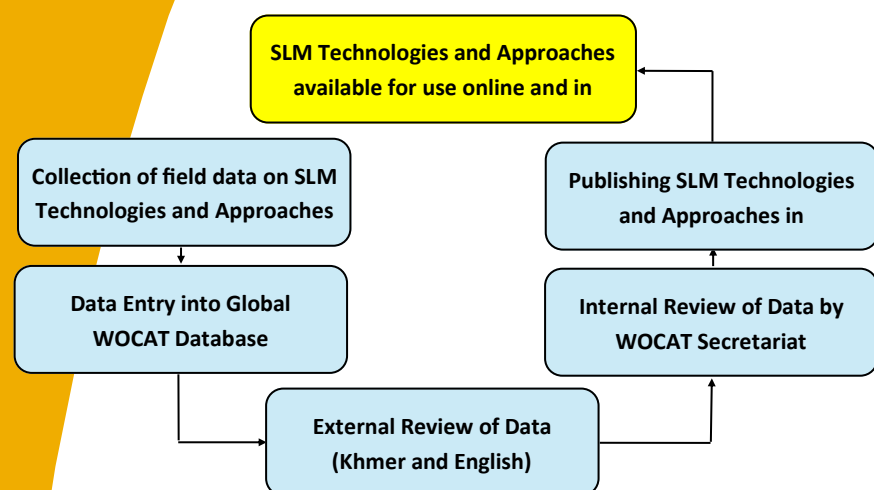 SLM Technologies and Approaches
available for use online and in
Collection of field data on SLM
Technologies and Approaches
Publishing SLM Technologies
and Approaches in
Data Entry into Global
WOCAT Database
Internal Review of Data by
WOCAT Secretariat
External Review of Data
(Khmer and English)